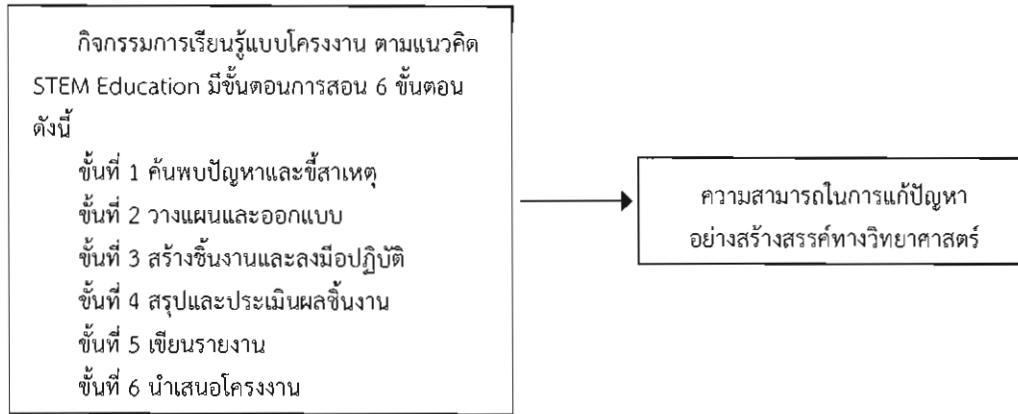 กิจกรรมการเรียนรู้แบบโครงงาน ตามแนวคิด
STEM Education มีขั้นตอนการสอน 6 ขั้นตอน
ดังนี้
ขั้นที่ 1 ค้นพบปัญหาและชี้สาเหตุ
ขั้นที่ 2 วางแผนและออกแบบ
ขั้นที่ 3 สร้างชิ้นงานและลงมือปฏิบัติ
ขั้นที่ 4 สรุปและประเมินผลชิ้นงาน
ขั้นที่ 5 เขียนรายงาน
ขั้นที่ 6 นำเสนอโครงงาน
ความสามารถในการแก้ปัญหา
อย่างสร้างสรรค์ทางวิทยาศาสตร์